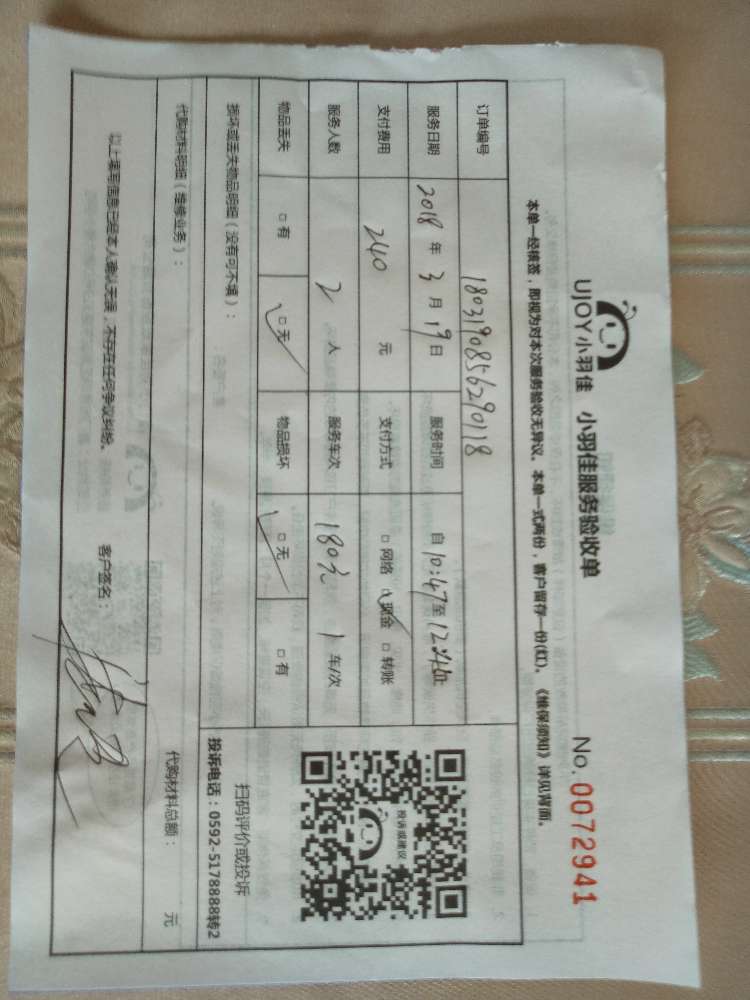 UJOY小羽佳 小羽佳服务验收单 No.0072941
本单一经核签，即视为对本次服务验收无异议。本单一式两份，客户留存一份(红)。《维保须知》详见背面。
订单编号 1803190856290118
服务日期 2018 年 3 月 19 日 服务时间 自 10:47 至 止
支付费用 240 元 支付方式 □ 网络 现金 □ 转账
服务人数 2 人 服务车次 180元 1 车/次
物品丢失 □ 有 □ 无 物品损坏 □ 无 □ 有
投诉或建议
扫码评价或投诉
投诉电话：0592-5178888转2
损坏或丢失物品明细（没有可不填）：
代购材料明细（维修业务）： 代购材料总额： 元
以上填写信息已经本人确认无误，不存在任何争议纠纷。 客户签名：